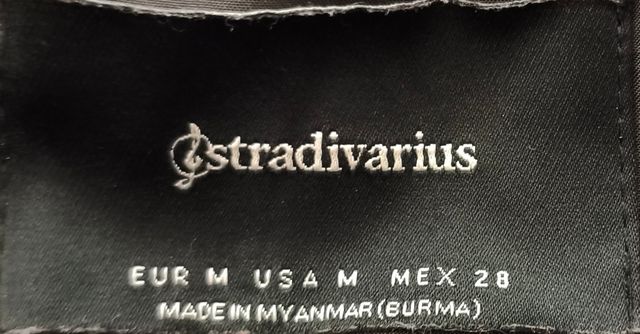 stradivarius
EUR M USA M MEX 28
MADE IN MYANMAR (BURMA)